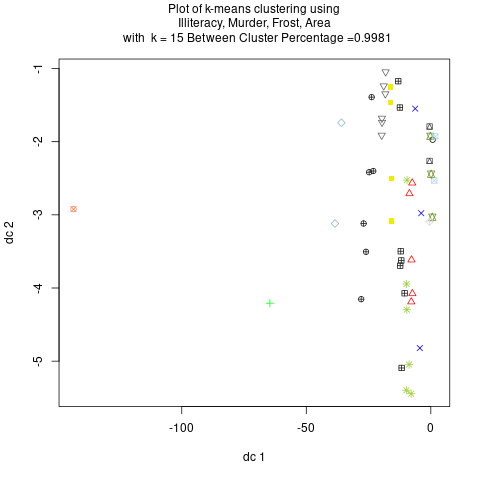 Plot of k-means clustering using
Illiteracy, Murder, Frost, Area
with k = 15 Between Cluster Percentage =0.9981
-1
-2
-3
-4
-5
dc 2
-100
-50
0
dc 1